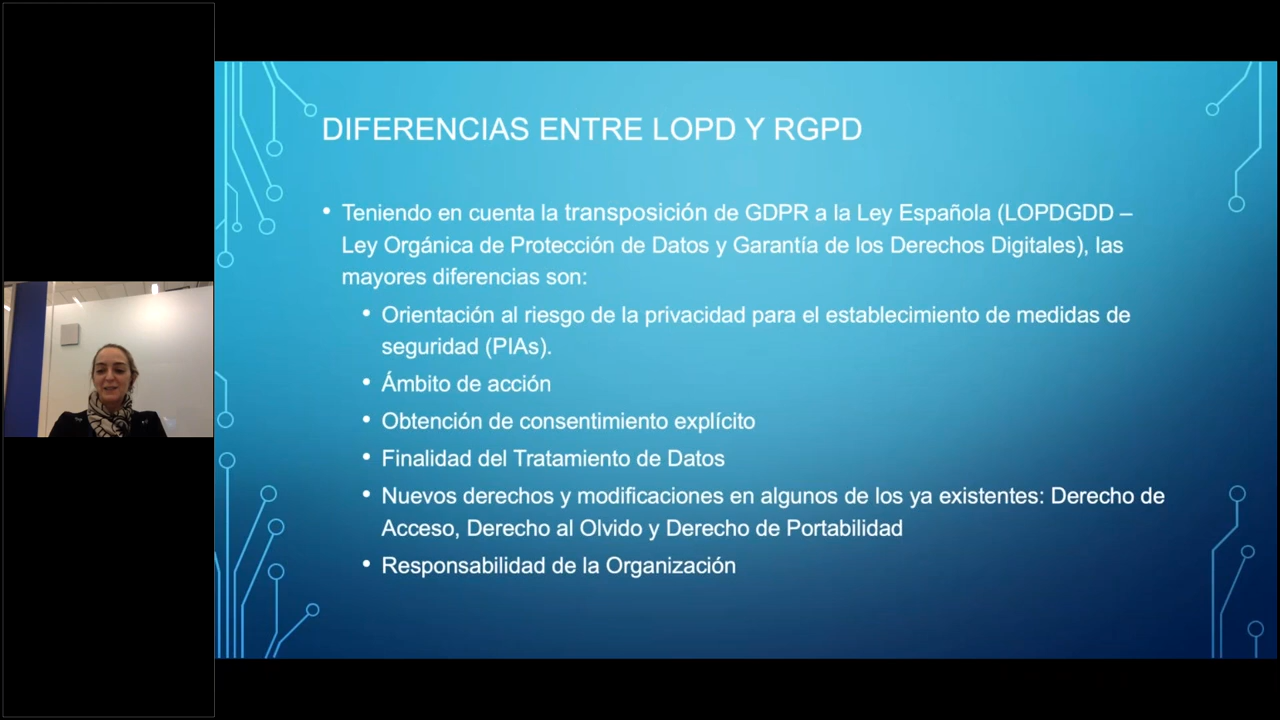 DIFERENCIAS ENTRE LOPD Y RGPD
• Teniendo en cuenta la transposición de GDPR a la Ley Española (LOPDGDD –
Ley Orgánica de Protección de Datos y Garantía de los Derechos Digitales), las
mayores diferencias son:
• Orientación al riesgo de la privacidad para el establecimiento de medidas de
seguridad (PIAs).
• Ámbito de acción
• Obtención de consentimiento explícito
• Finalidad del Tratamiento de Datos
• Nuevos derechos y modificaciones en algunos de los ya existentes: Derecho de
Acceso, Derecho al Olvido y Derecho de Portabilidad
• Responsabilidad de la Organización